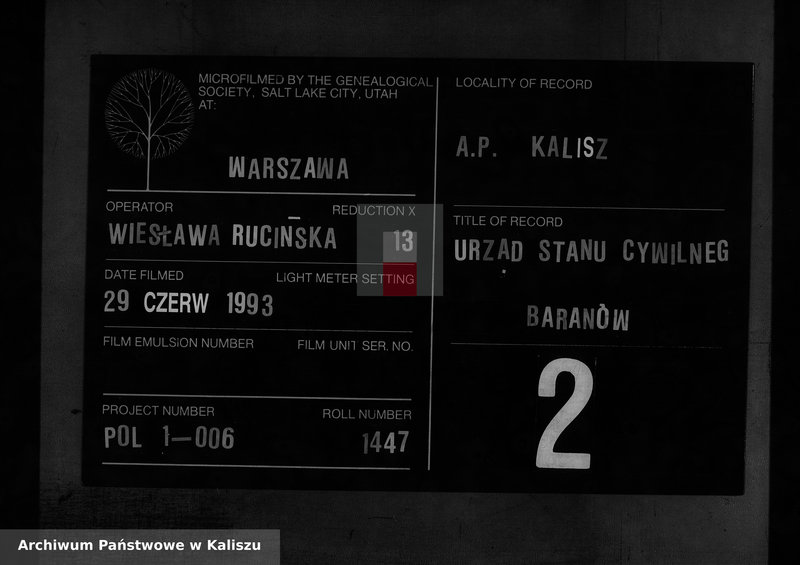 MICROFILMED BY THE GENEALOGICAL
SOCIETY, SALT LAKE CITY, UTAH
AT:
WARSZAWA
OPERATOR
REDUCTION X
WIESŁAWA RUCIŃSKA
13
DATE FILMED
LIGHT METER SETTING
29 CZERW 1993
FILM EMULSION NUMBER
FILM UNIT SER. NO.
PROJECT NUMBER
ROLL NUMBER
POL 1—006
1447
LOCALITY OF RECORD
A.P. KALISZ
TITLE OF RECORD
URZĄD STANU CYWILNEG
BARANÒW
2
Archiwum Państwowe w Kaliszu